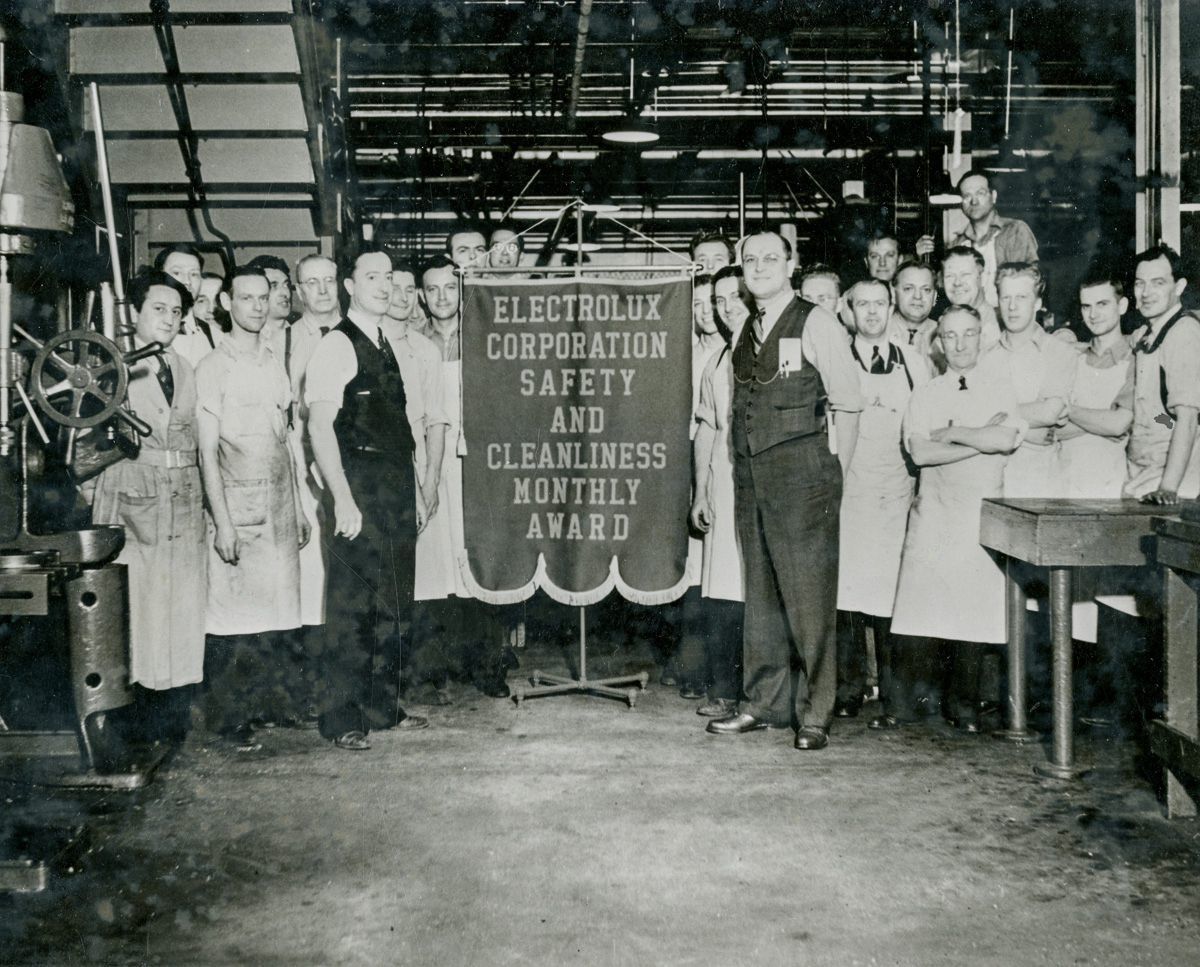 ELECTROLUX
CORPORATION
SAFETY
AND
CLEANLINESS
MONTHLY
AWARD